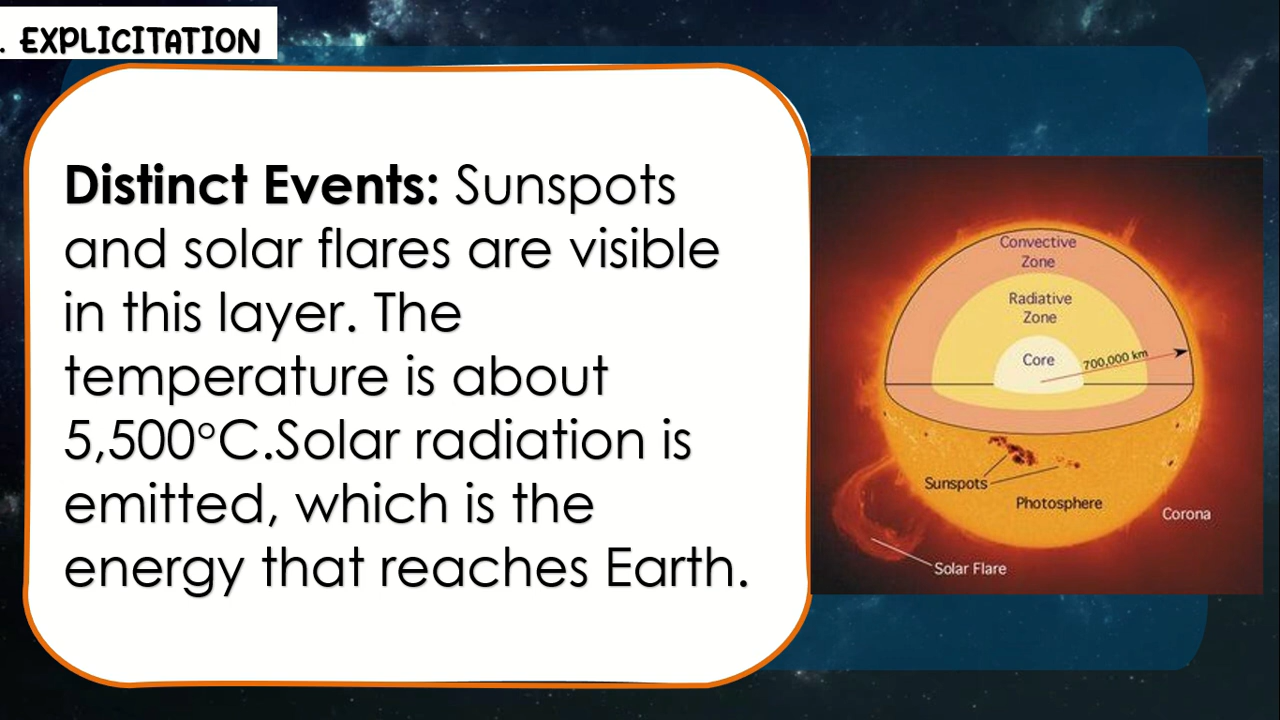 . EXPLICITATION
Distinct Events: Sunspots
and solar flares are visible
in this layer. The
temperature is about
5,500°C.Solar radiation is
emitted, which is the
energy that reaches Earth.
Convective
Zone
Radiative
Zone
Core
700,000 km
Sunspots
Photosphere
Corona
Solar Flare